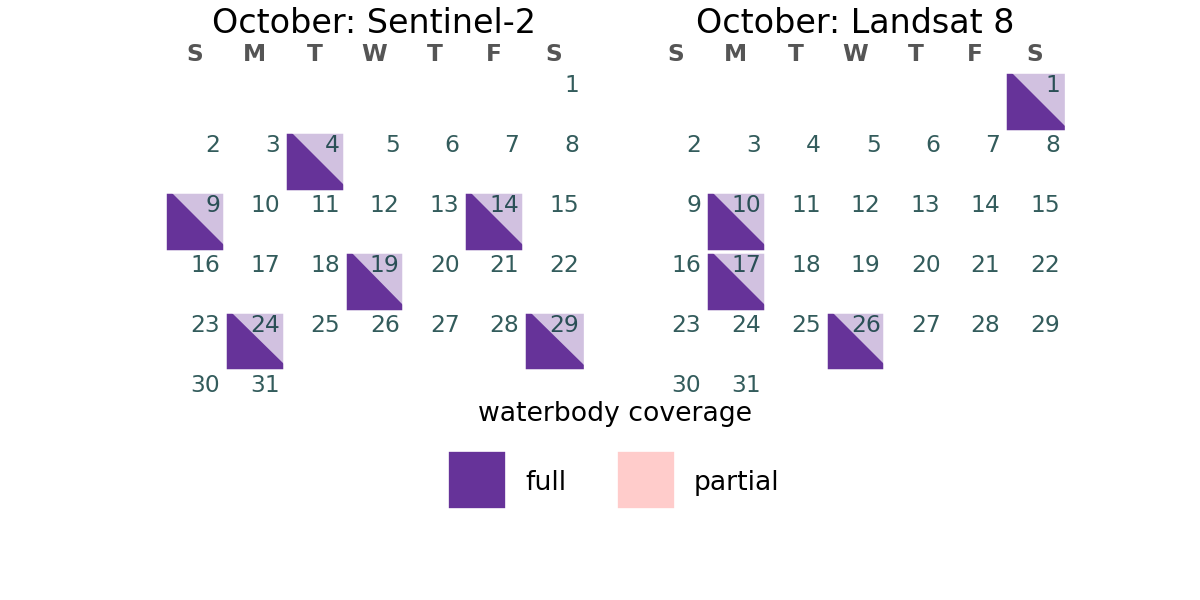 October: Sentinel-2
S M T W T F S
1
2 3 4 5 6 7 8
9 10 11 12 13 14 15
16 17 18 19 20 21 22
23 24 25 26 27 28 29
30 31
October: Landsat 8
S M T W T F S
1
2 3 4 5 6 7 8
9 10 11 12 13 14 15
16 17 18 19 20 21 22
23 24 25 26 27 28 29
30 31
waterbody coverage
full
partial